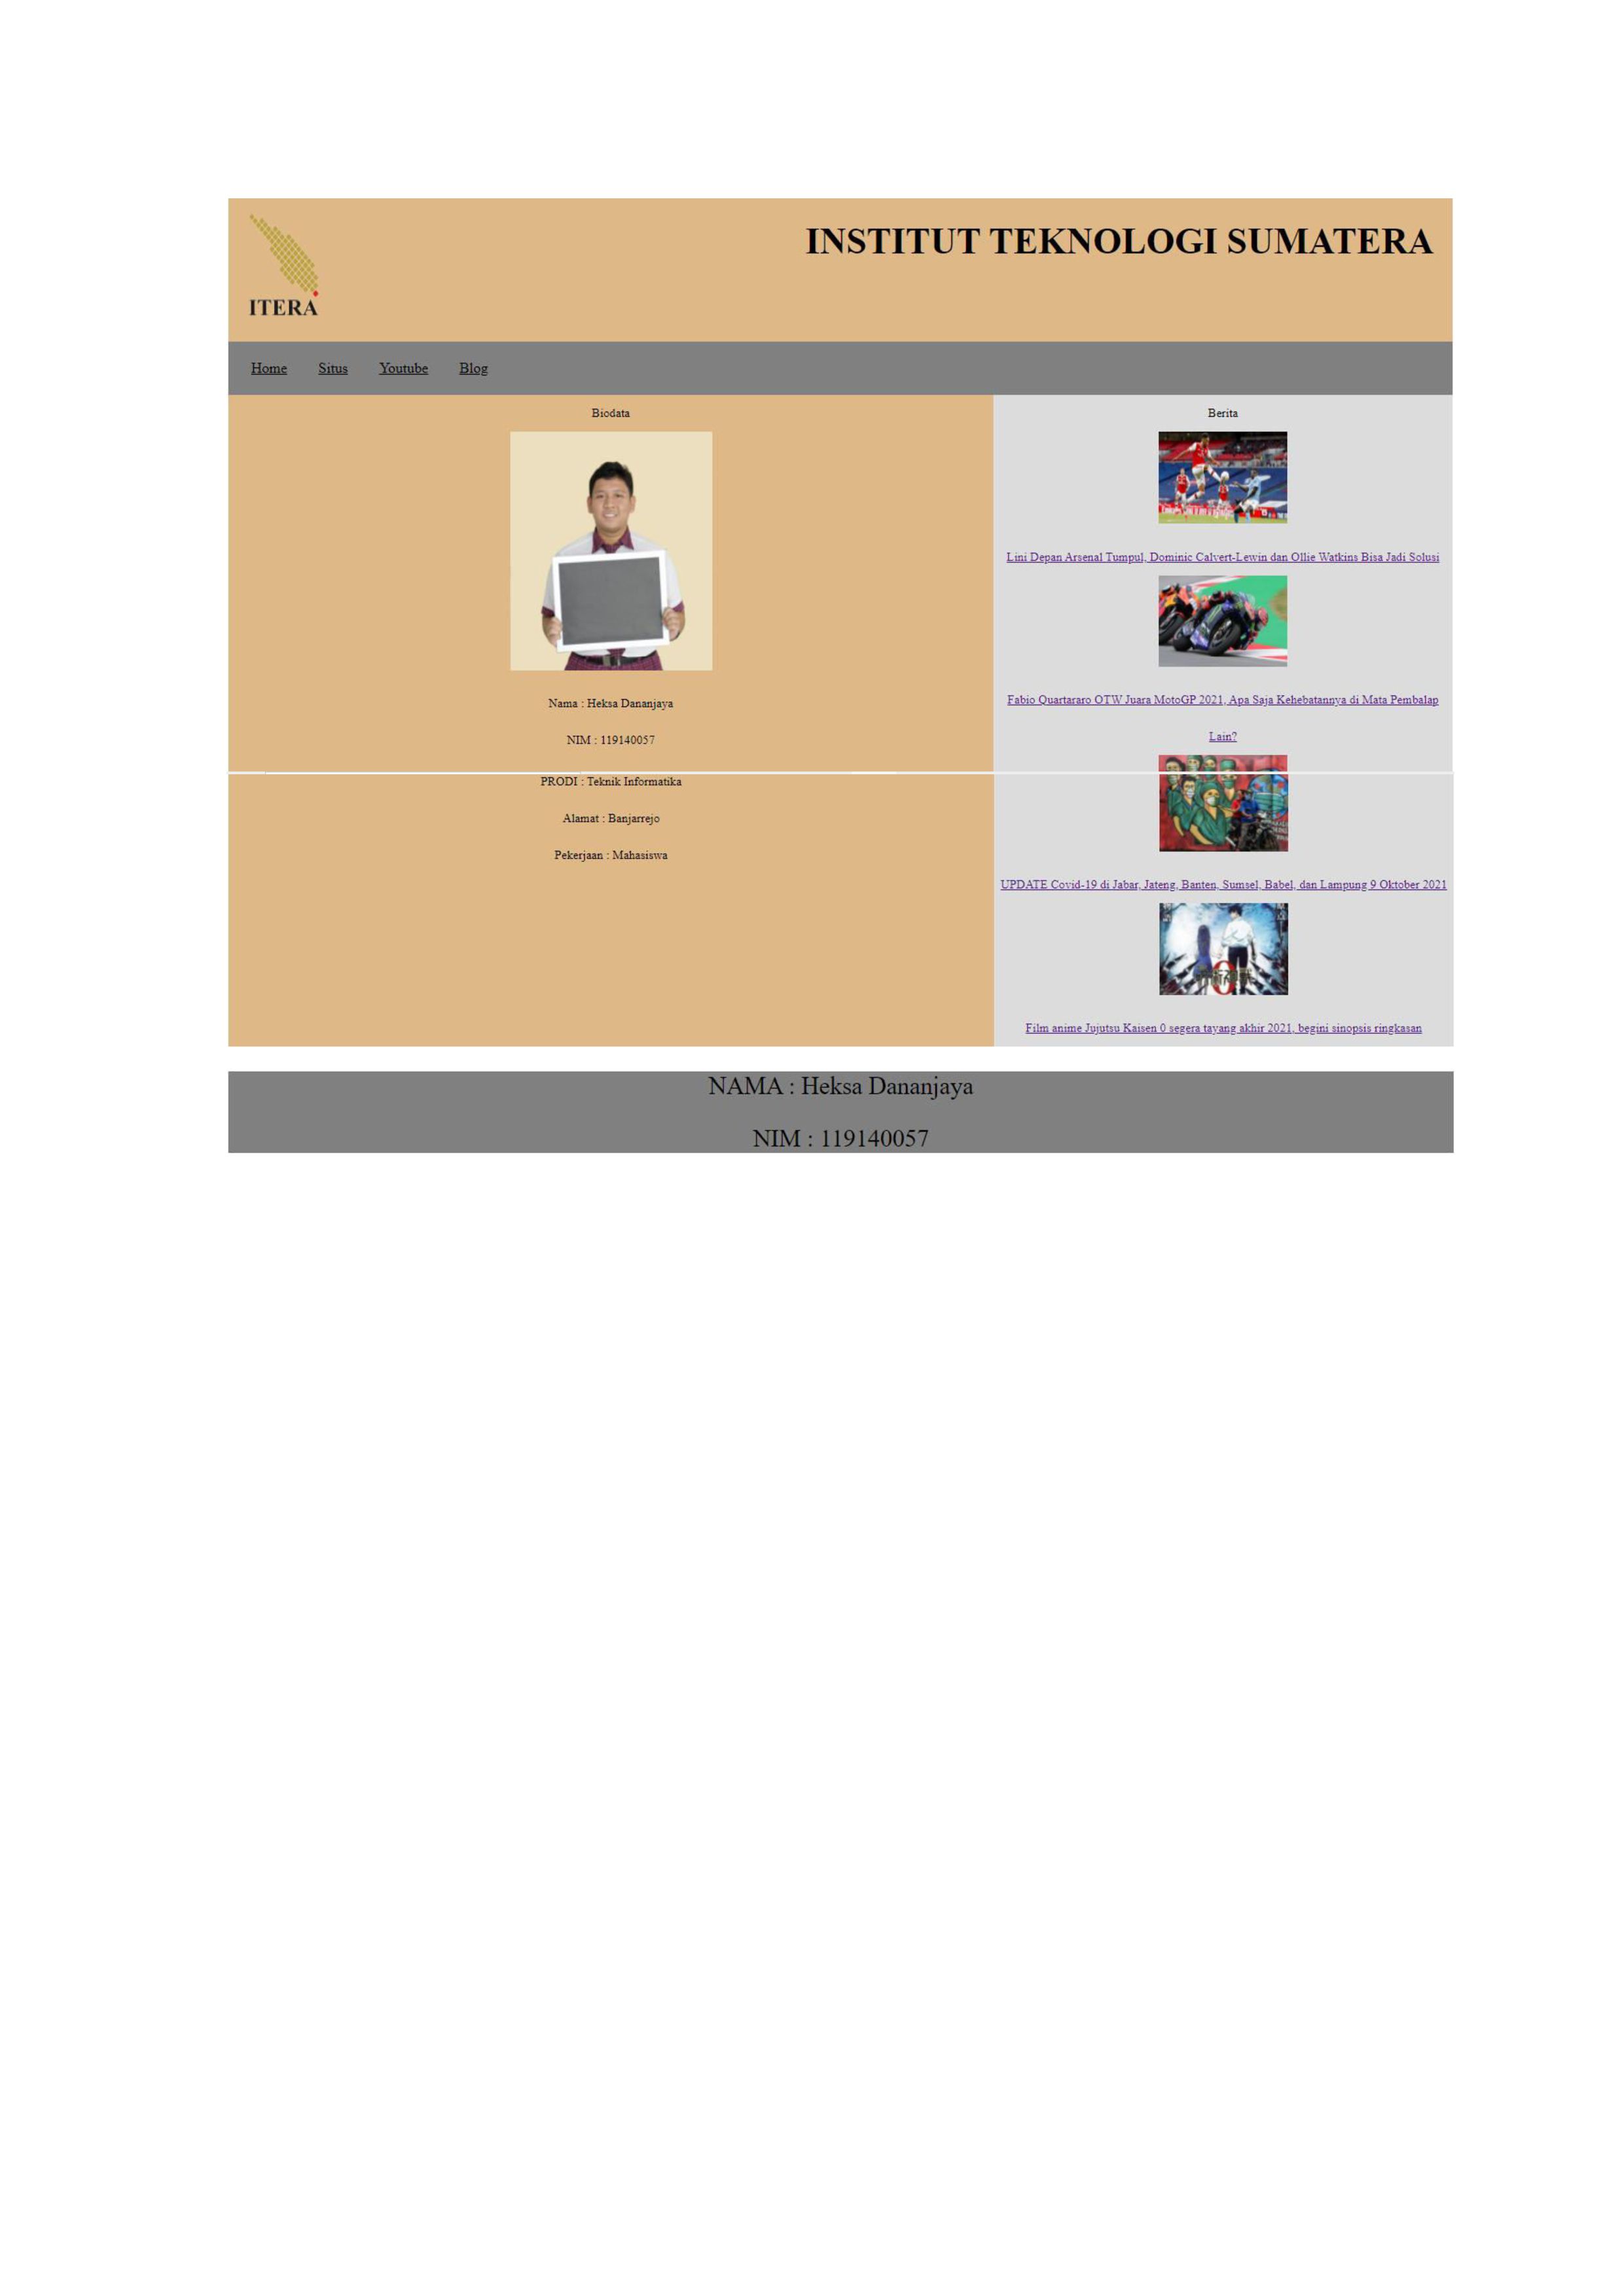 ITERA
INSTITUT TEKNOLOGI SUMATERA
Home Situs Youtube Blog
Biodata
Nama : Heksa Dananjaya
NIM : 119140057
PRODI : Teknik Informatika
Alamat : Banjarrejo
Pekerjaan : Mahasiswa
Berita
Lini Depan Arsenal Tumpul, Dominic Calvert-Lewin dan Ollie Watkins Bisa Jadi Solusi
Fabio Quartararo OTW Juara MotoGP 2021, Apa Saja Kehebatannya di Mata Pembalap
Lain?
UPDATE Covid-19 di Jabar, Jateng, Banten, Sumsel, Babel, dan Lampung 9 Oktober 2021
Film anime Jujutsu Kaisen 0 segera tayang akhir 2021, begini sinopsis ringkasan
NAMA : Heksa Dananjaya
NIM : 119140057